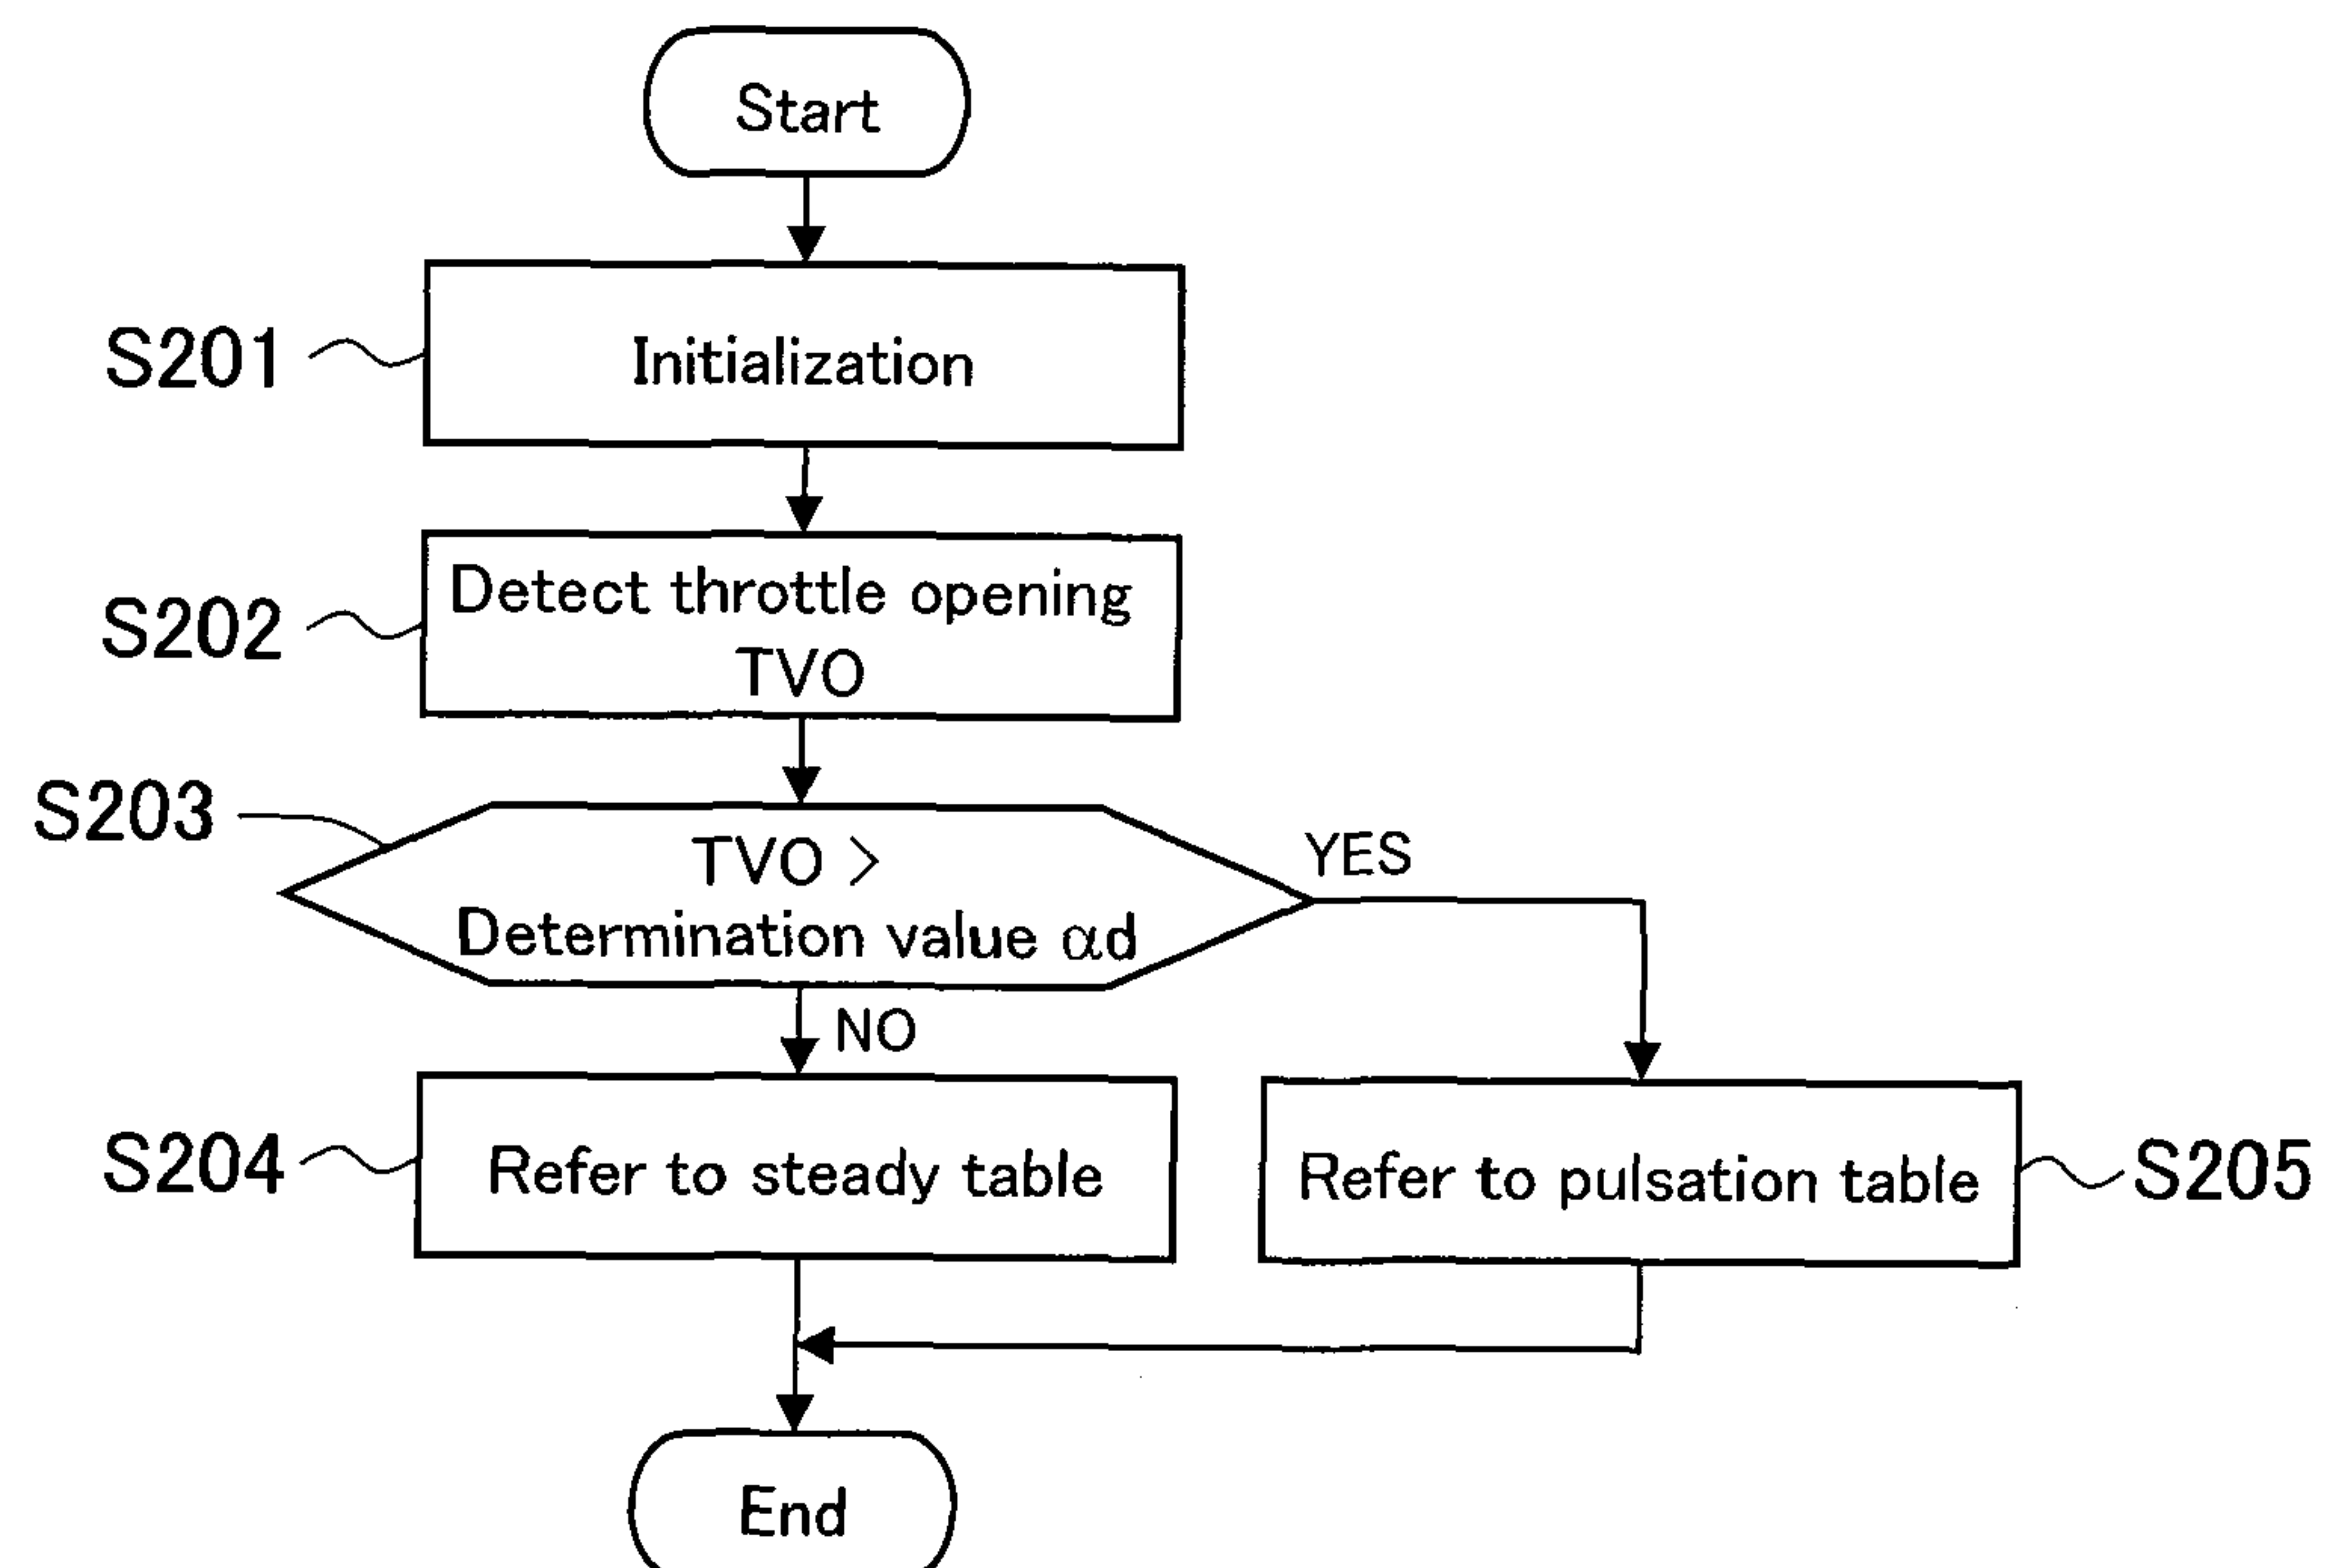 Start
S201
Initialization
S202
Detect throttle opening
TVO
S203
TVO >
Determination value αd
YES
NO
S204
Refer to steady table
Refer to pulsation table
S205
End